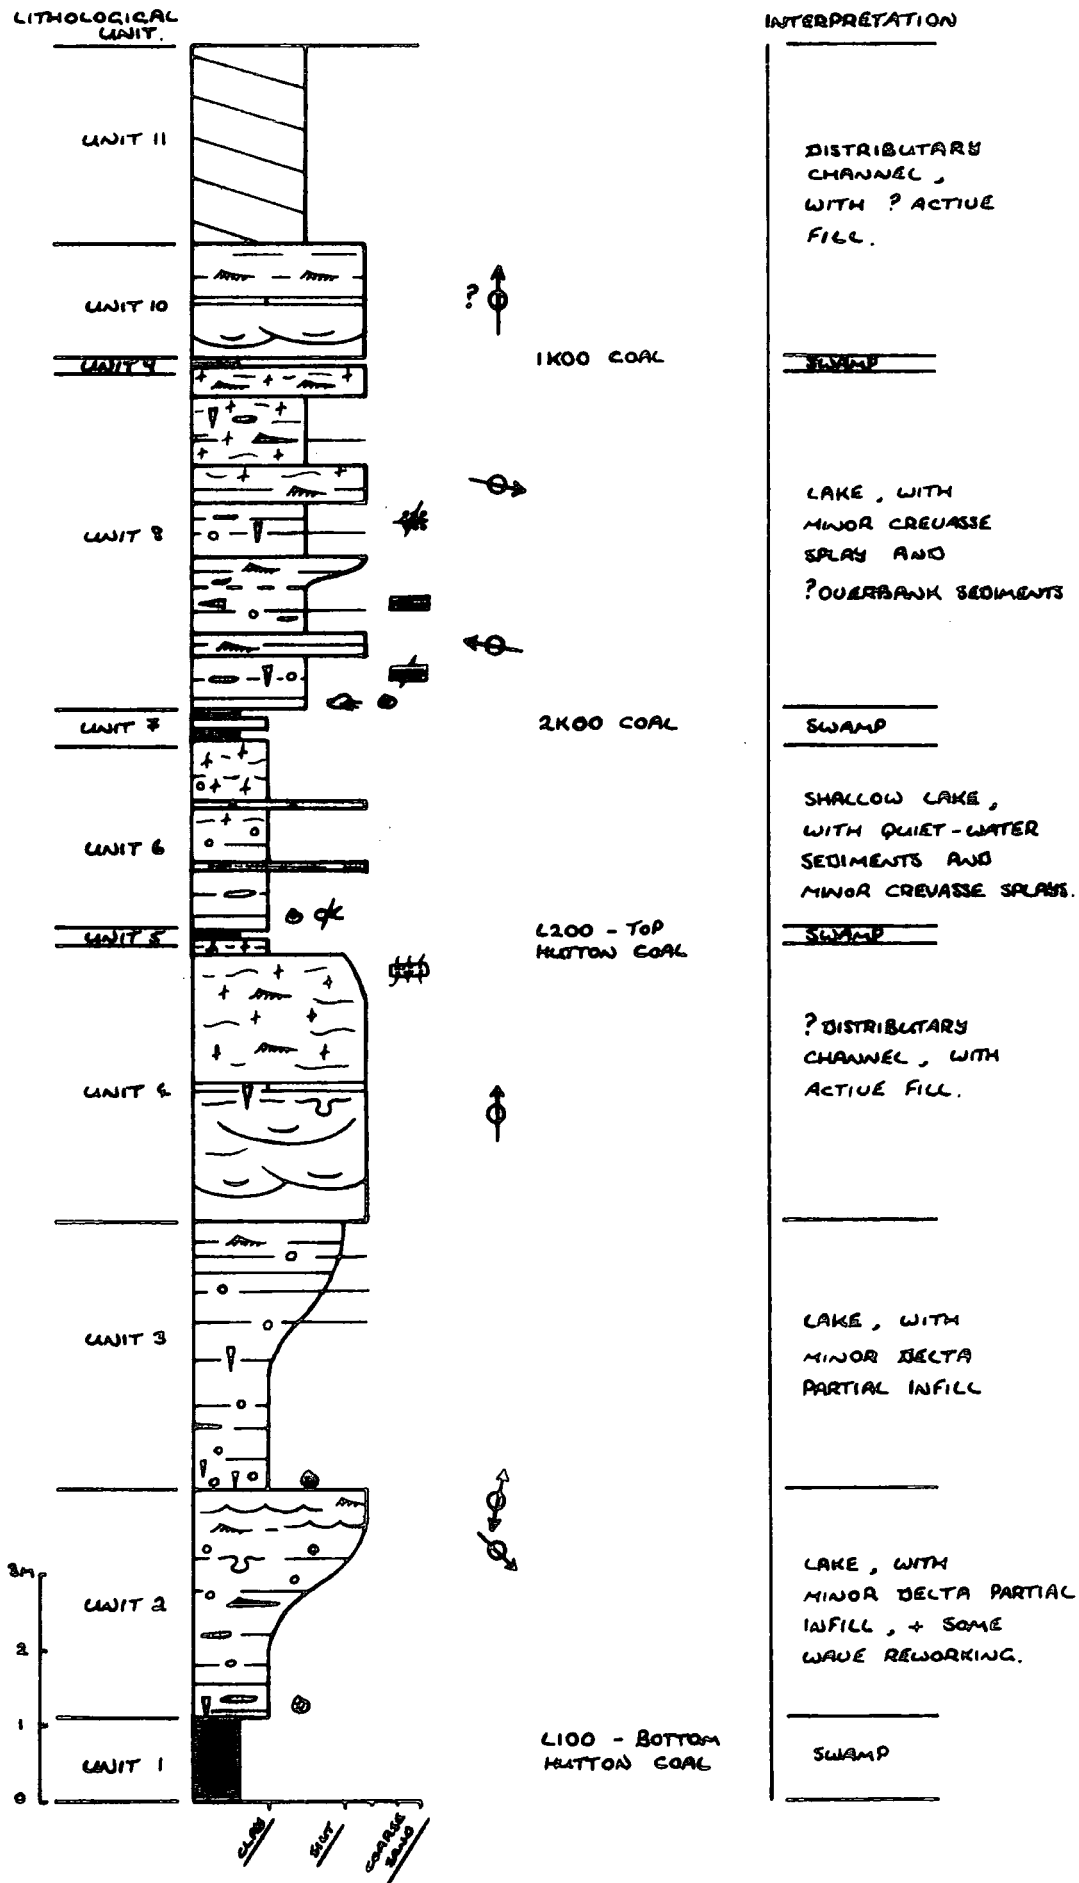 LITHOLOGICAL
UNIT.
INTERPRETATION
UNIT 11
DISTRIBUTARY
CHANNEL,
WITH ? ACTIVE
FILL.
UNIT 10
?
1K00 COAL
UNIT 9
SWAMP
UNIT 8
LAKE, WITH
MINOR CREVASSE
SPLAY AND
?OVERBANK SEDIMENTS
UNIT 7
2K00 COAL
SWAMP
UNIT 6
SHALLOW LAKE,
WITH QUIET-WATER
SEDIMENTS AND
MINOR CREVASSE SPLAYS.
UNIT 5
L200 - TOP
HUTTON COAL
SWAMP
UNIT 4
? DISTRIBUTARY
CHANNEL, WITH
ACTIVE FILL.
UNIT 3
LAKE, WITH
MINOR DELTA
PARTIAL INFILL
3M
2
1
0
UNIT 2
LAKE, WITH
MINOR DELTA PARTIAL
INFILL, + SOME
WAVE REWORKING.
UNIT 1
L100 - BOTTOM
HUTTON COAL
SWAMP
CLAY
SILT
COARSE
SAND